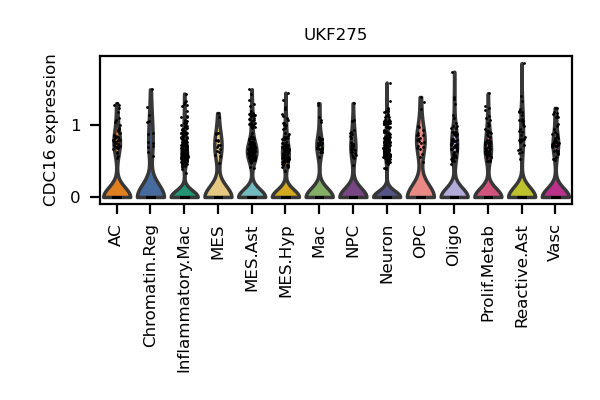 UKF275
CDC16 expression
1
0
AC
Chromatin.Reg
Inflammatory.Mac
MES
MES.Ast
MES.Hyp
Mac
NPC
Neuron
OPC
Oligo
Prolif.Metab
Reactive.Ast
Vasc